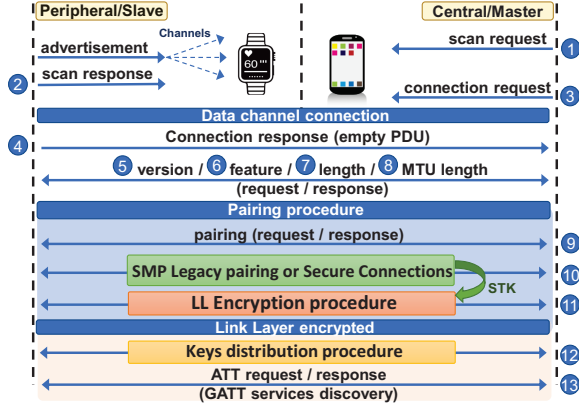 Peripheral/Slave
Central/Master
advertisement
Channels
scan request
1
2
scan response
60
connection request
3
Data channel connection
4
Connection response (empty PDU)
5 version / 6 feature / 7 length / 8 MTU length
(request / response)
Pairing procedure
pairing (request / response)
9
SMP Legacy pairing or Secure Connections
10
STK
LL Encryption procedure
11
Link Layer encrypted
Keys distribution procedure
12
ATT request / response
13
(GATT services discovery)